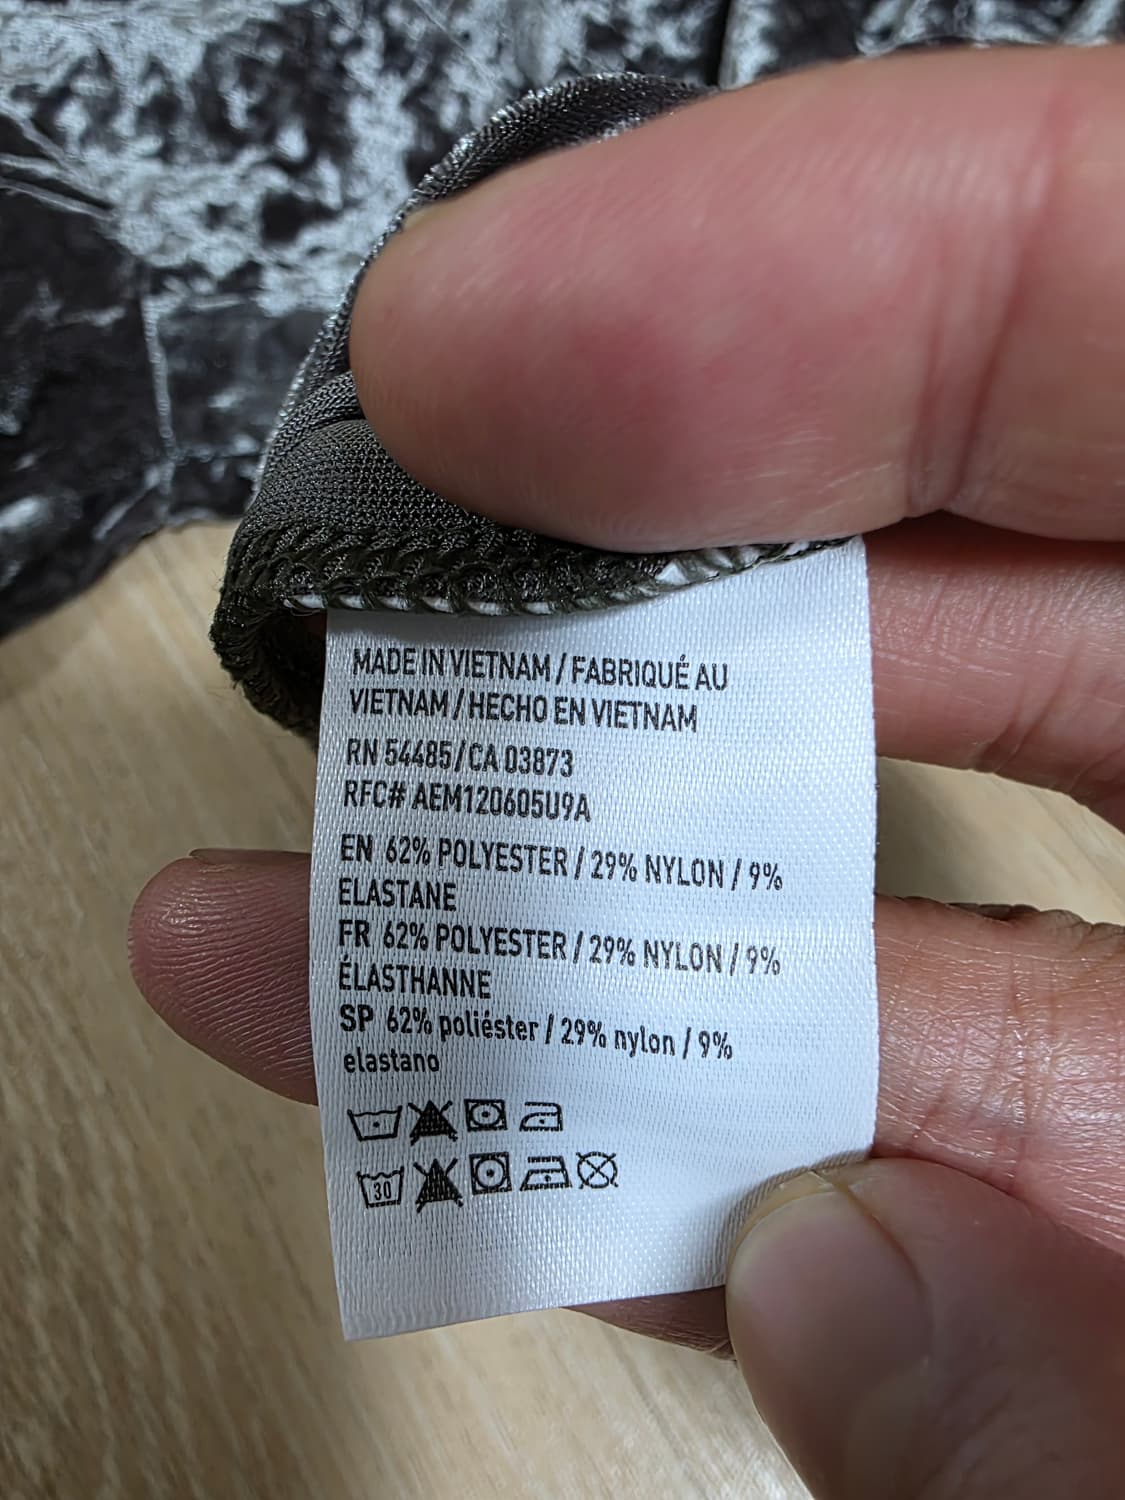 MADE IN VIETNAM / FABRIQUÉ AU
VIETNAM / HECHO EN VIETNAM
RN 54485 / CA 03873
RFC# AEM120605U9A
EN 62% POLYESTER / 29% NYLON / 9%
ELASTANE
FR 62% POLYESTER / 29% NYLON / 9%
ÉLASTHANNE
SP 62% poliéster / 29% nylon / 9%
elastano
30